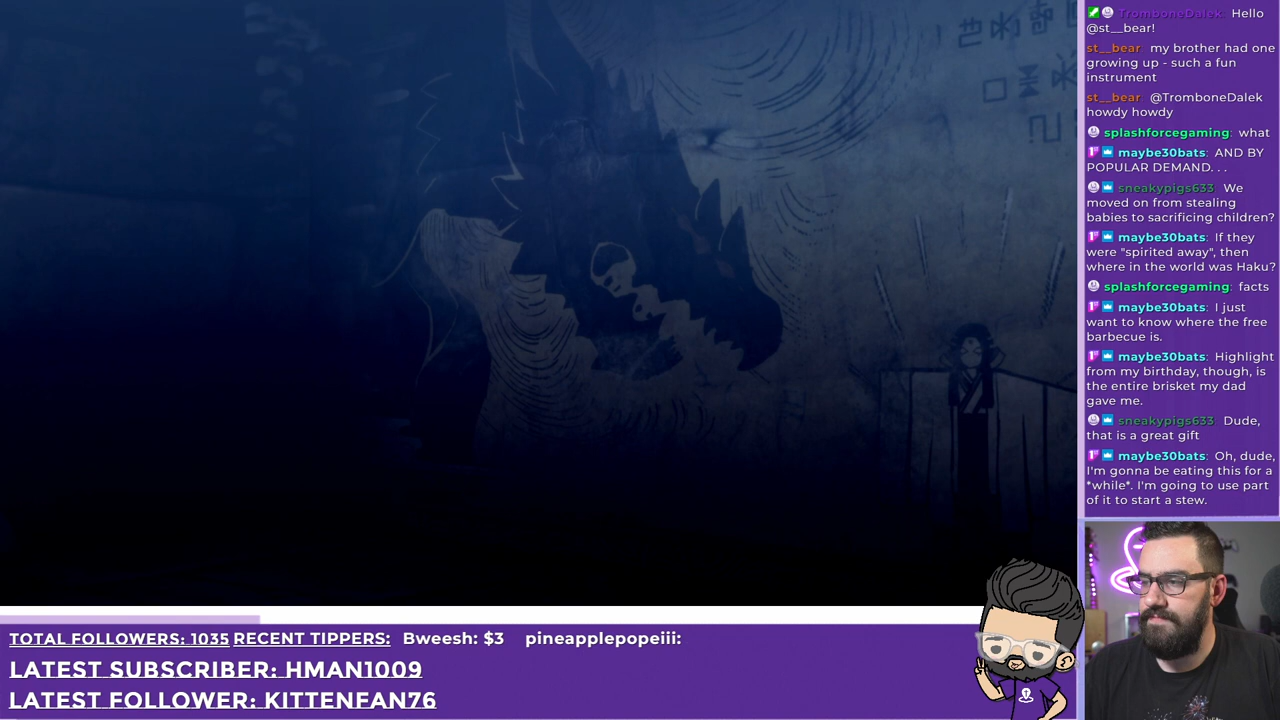 TromboneDalek Hello
@st__bear!
st__bear my brother had one
growing up - such a fun
instrument
st__bear @TromboneDalek
howdy howdy
splashforcegaming: what
maybe30bats: AND BY
POPULAR DEMAND. . .
sneakypigs633 We
moved on from stealing
babies to sacrificing children?
maybe30bats: If they
were "spirited away", then
where in the world was Haku?
splashforcegaming: facts
maybe30bats: I just
want to know where the free
barbecue is.
maybe30bats: Highlight
from my birthday, though, is
the entire brisket my dad
gave me.
sneakypigs633 Dude,
that is a great gift
maybe30bats: Oh, dude,
I'm gonna be eating this for a
*while*. I'm going to use part
of it to start a stew.
TOTAL FOLLOWERS: 1035 RECENT TIPPERS: Bweesh: $3 pineapplepopeiii:
LATEST SUBSCRIBER: HMAN1009
LATEST FOLLOWER: KITTENFAN76